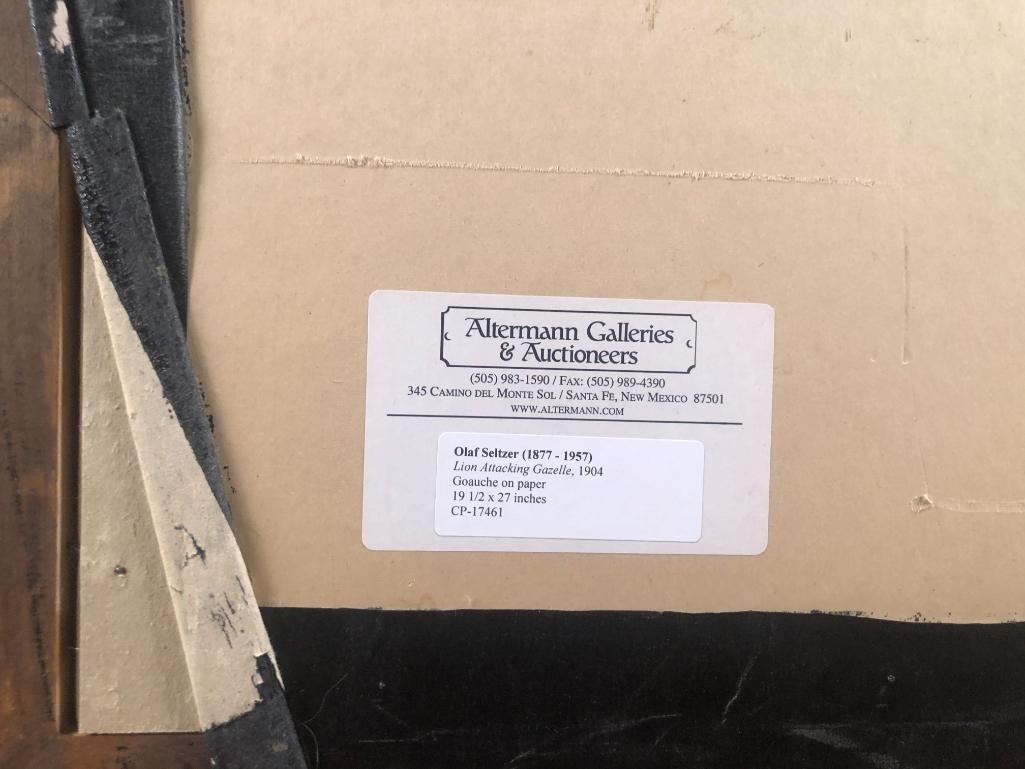 Altermann Galleries
& Auctioneers
(505) 983-1590 / FAX: (505) 989-4390
345 CAMINO DEL MONTE SOL / SANTA FE, NEW MEXICO 87501
WWW.ALTERMANN.COM
Olaf Seltzer (1877 - 1957)
Lion Attacking Gazelle, 1904
Goauche on paper
19 1/2 x 27 inches
CP-17461